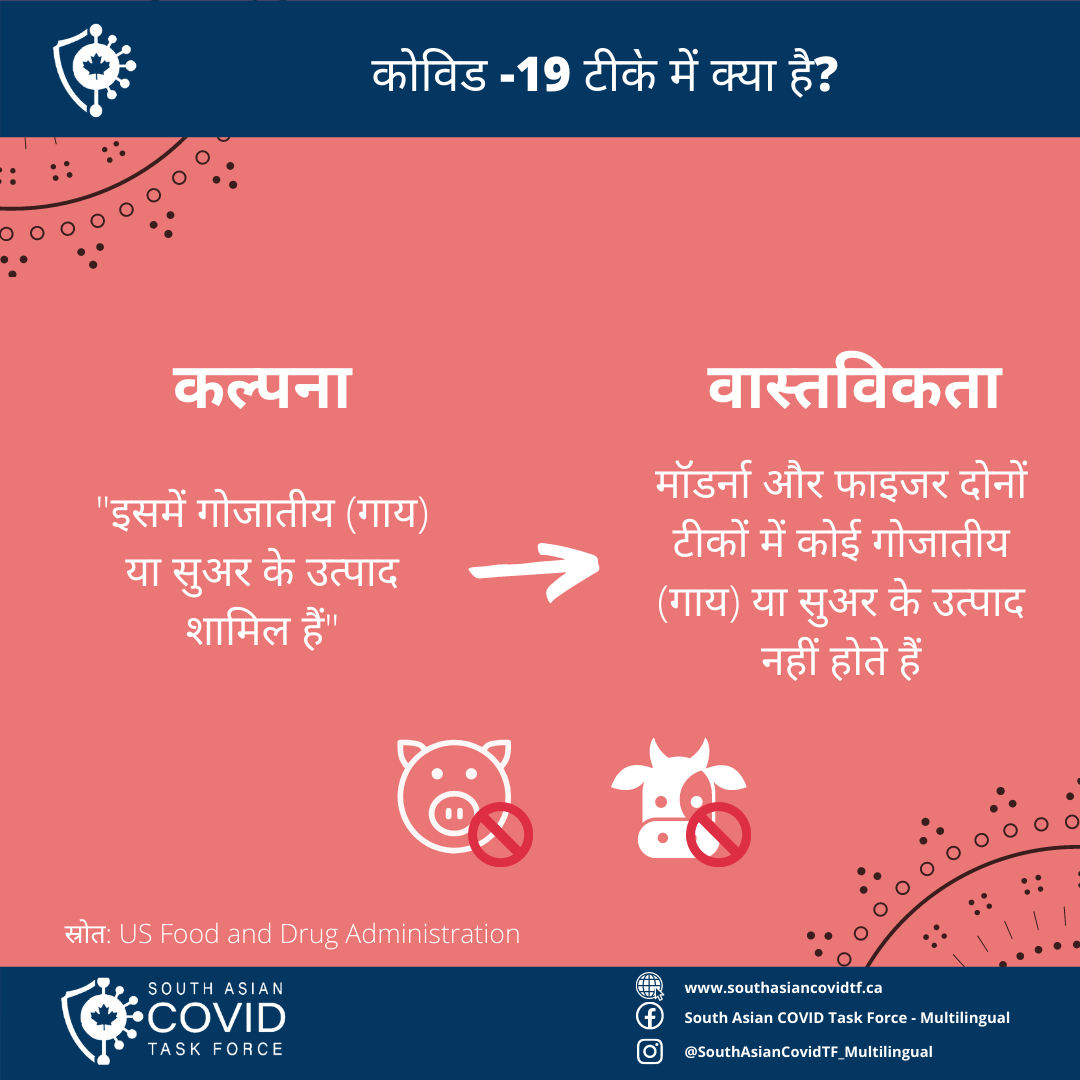 कोविड -19 टीके में क्या है?
कल्पना
"इसमें गोजातीय (गाय)
या सुअर के उत्पाद
शामिल हैं"
वास्तविकता
मॉडर्ना और फाइजर दोनों
टीकों में कोई गोजातीय
(गाय) या सुअर के उत्पाद
नहीं होते हैं
स्रोत: US Food and Drug Administration
SOUTH ASIAN
COVID
TASK FORCE
www.southasiancovidtf.ca
South Asian COVID Task Force - Multilingual
@SouthAsianCovidTF_Multilingual